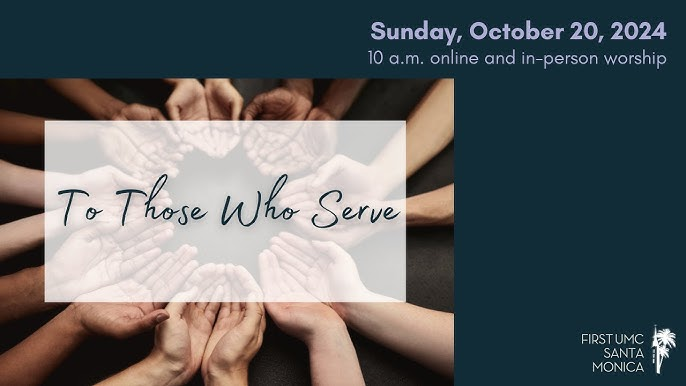 Sunday, October 20, 2024
10 a.m. online and in-person worship
To Those Who Serve
FIRST UMC
SANTA
MONICA